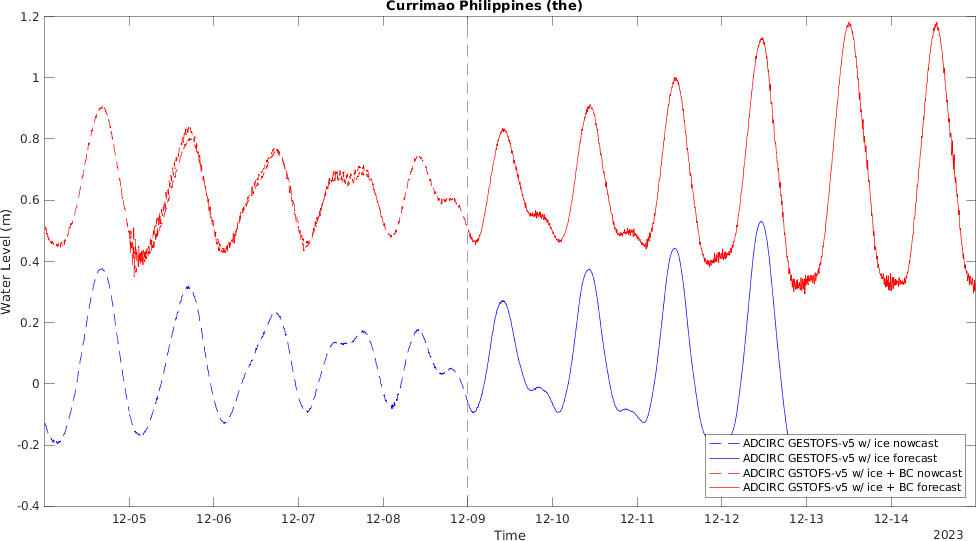 Currimao Philippines (the)
1.2
1
0.8
0.6
0.4
0.2
0
-0.2
-0.4
Water Level (m)
ADCIRC GESTOFS-v5 w/ ice nowcast
ADCIRC GESTOFS-v5 w/ ice forecast
ADCIRC GSTOFS-v5 w/ ice + BC nowcast
ADCIRC GSTOFS-v5 w/ ice + BC forecast
12-05 12-06 12-07 12-08 12-09 12-10 12-11 12-12 12-13 12-14
Time
2023